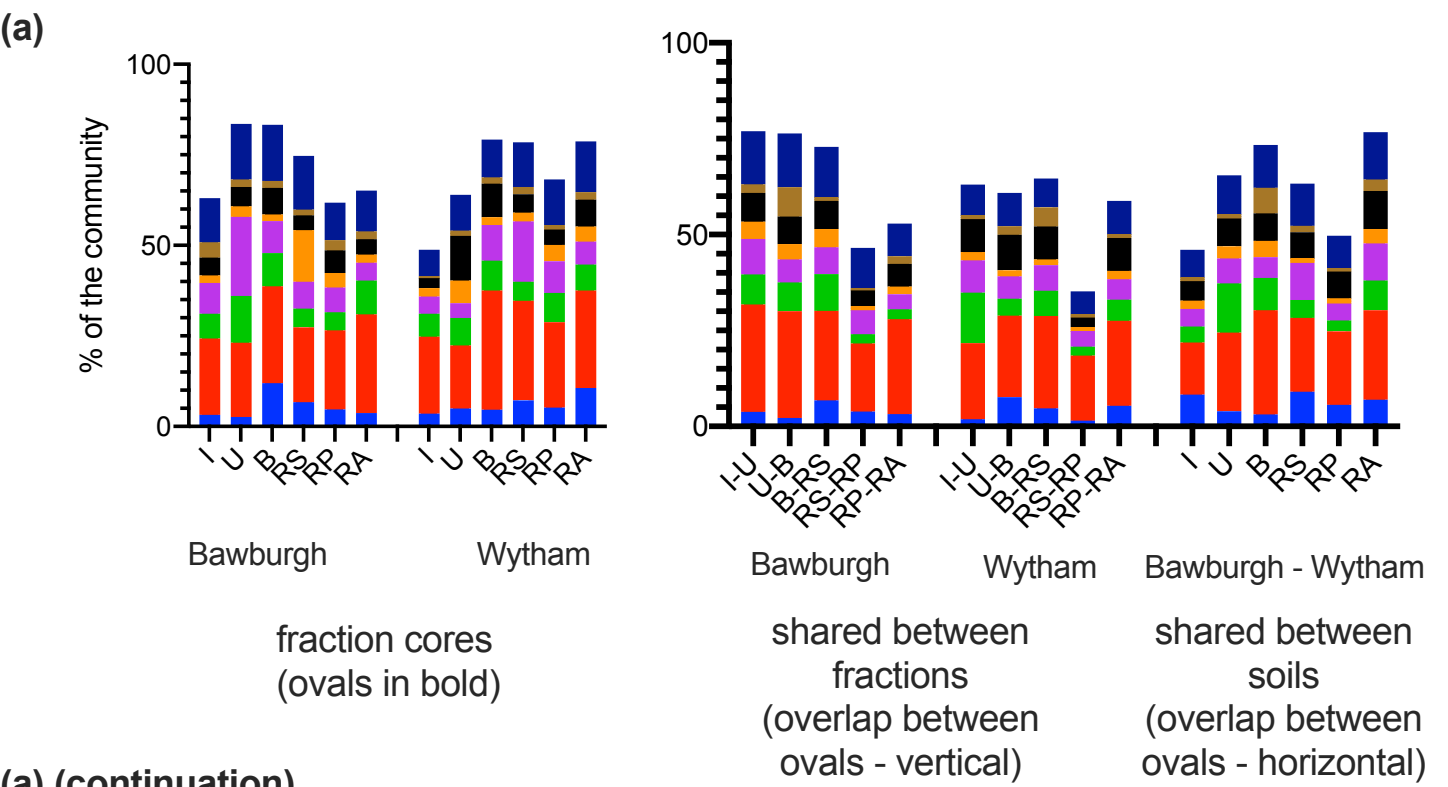 (a)
100
50
0
% of the community
I
U
B
RS
RP
RA
I
U
B
RS
RP
RA
Bawburgh
Wytham
fraction cores
(ovals in bold)
100
50
0
I-U
U-B
B-RS
RS-RP
RP-RA
I-U
U-B
B-RS
RS-RP
RP-RA
I
U
B
RS
RP
RA
Bawburgh
Wytham
Bawburgh - Wytham
shared between
fractions
(overlap between
ovals - vertical)
shared between
soils
(overlap between
ovals - horizontal)
(a) (continuation)